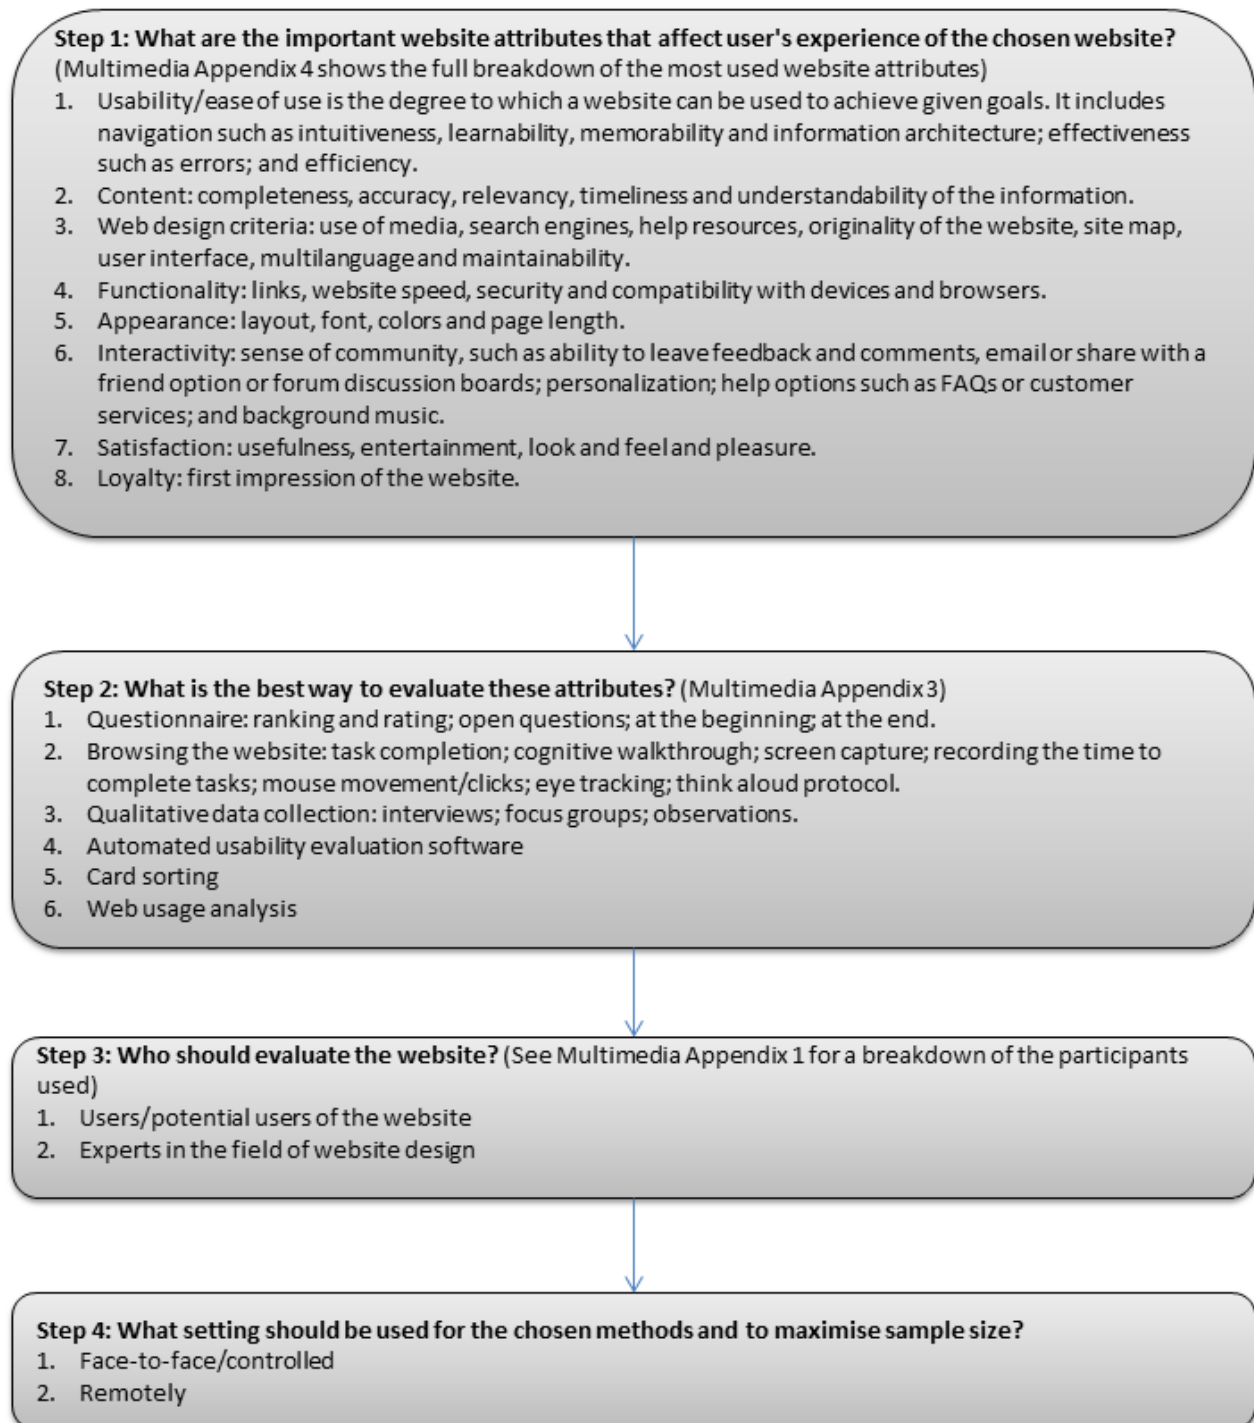 Step 1: What are the important website attributes that affect user's experience of the chosen website?
(Multimedia Appendix 4 shows the full breakdown of the most used website attributes)
1. Usability/ease of use is the degree to which a website can be used to achieve given goals. It includes
navigation such as intuitiveness, learnability, memorability and information architecture; effectiveness
such as errors; and efficiency.
2. Content: completeness, accuracy, relevancy, timeliness and understandability of the information.
3. Web design criteria: use of media, search engines, help resources, originality of the website, site map,
user interface, multilanguage and maintainability.
4. Functionality: links, website speed, security and compatibility with devices and browsers.
5. Appearance: layout, font, colors and page length.
6. Interactivity: sense of community, such as ability to leave feedback and comments, email or share with a
friend option or forum discussion boards; personalization; help options such as FAQs or customer
services; and background music.
7. Satisfaction: usefulness, entertainment, look and feel and pleasure.
8. Loyalty: first impression of the website.
Step 2: What is the best way to evaluate these attributes? (Multimedia Appendix 3)
1. Questionnaire: ranking and rating; open questions; at the beginning; at the end.
2. Browsing the website: task completion; cognitive walkthrough; screen capture; recording the time to
complete tasks; mouse movement/clicks; eye tracking; think aloud protocol.
3. Qualitative data collection: interviews; focus groups; observations.
4. Automated usability evaluation software
5. Card sorting
6. Web usage analysis
Step 3: Who should evaluate the website? (See Multimedia Appendix 1 for a breakdown of the participants
used)
1. Users/potential users of the website
2. Experts in the field of website design
Step 4: What setting should be used for the chosen methods and to maximise sample size?
1. Face-to-face/controlled
2. Remotely